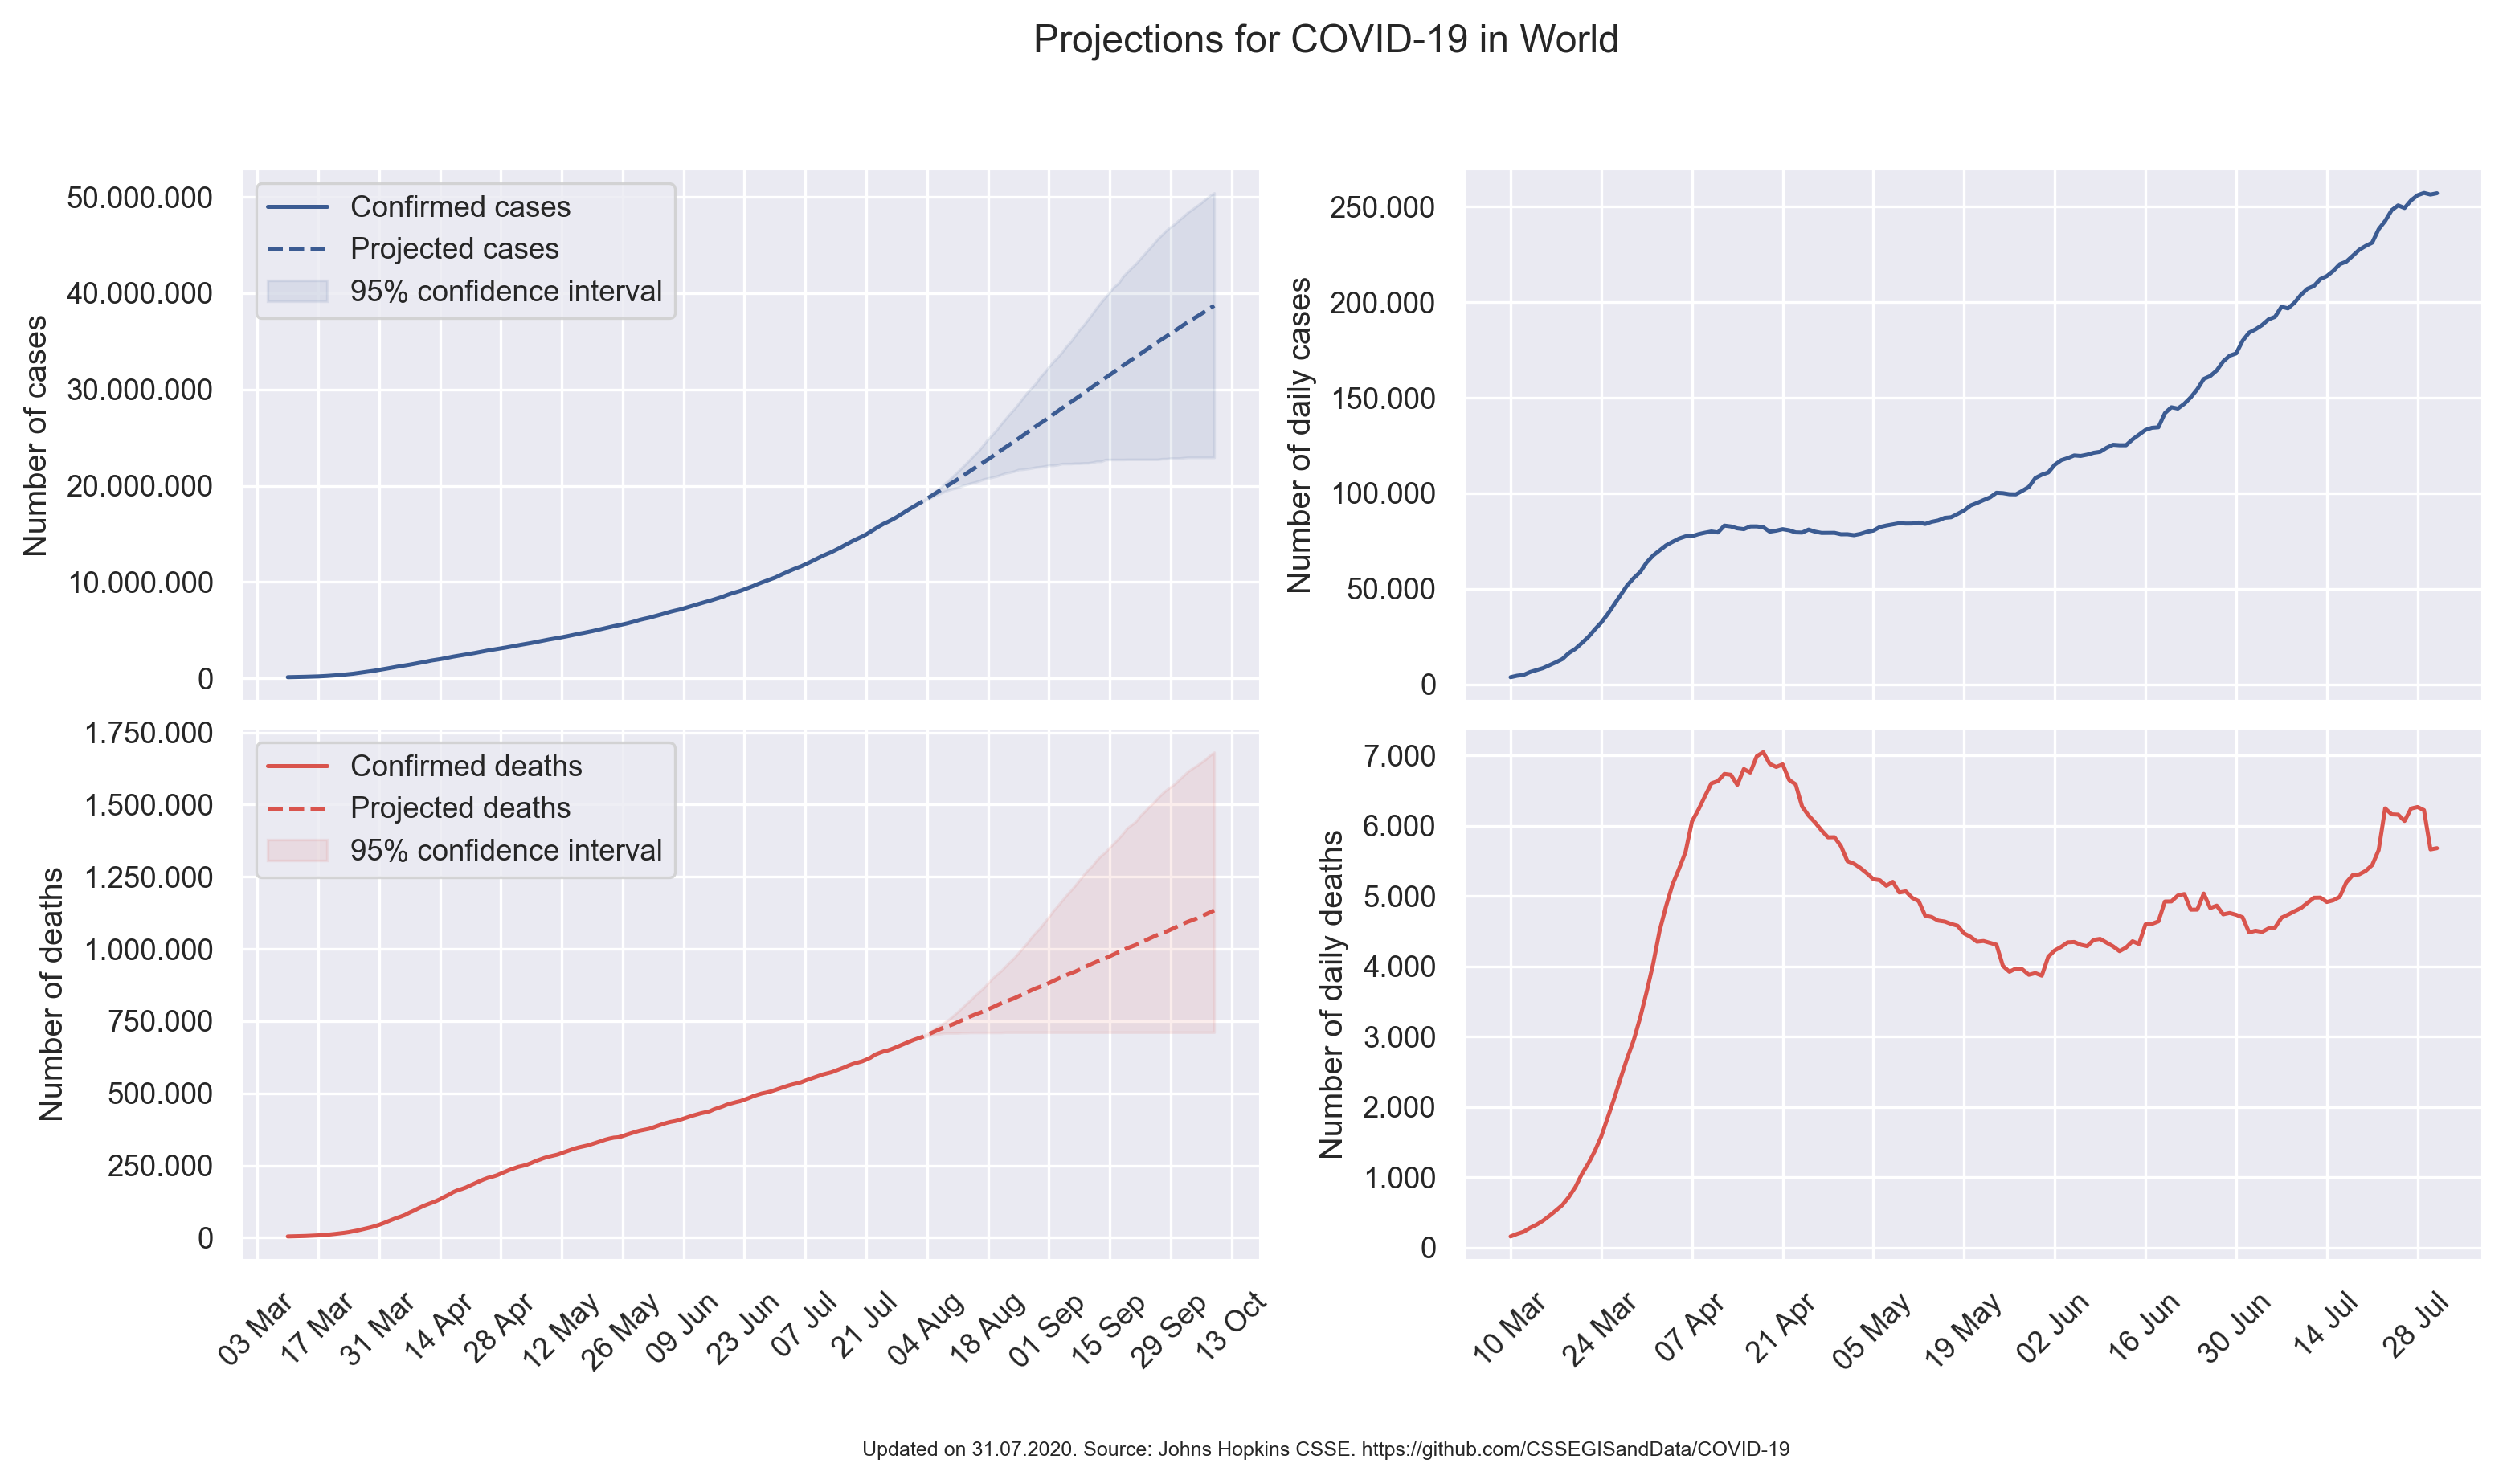 Projections for COVID-19 in World
50.000.000
40.000.000
30.000.000
20.000.000
10.000.000
0
Number of cases
Confirmed cases
Projected cases
95% confidence interval
250.000
200.000
150.000
100.000
50.000
0
Number of daily cases
1.750.000
1.500.000
1.250.000
1.000.000
750.000
500.000
250.000
0
Number of deaths
Confirmed deaths
Projected deaths
95% confidence interval
03 Mar
17 Mar
31 Mar
14 Apr
28 Apr
12 May
26 May
09 Jun
23 Jun
07 Jul
21 Jul
04 Aug
18 Aug
01 Sep
15 Sep
29 Sep
13 Oct
7.000
6.000
5.000
4.000
3.000
2.000
1.000
0
Number of daily deaths
10 Mar
24 Mar
07 Apr
21 Apr
05 May
19 May
02 Jun
16 Jun
30 Jun
14 Jul
28 Jul
Updated on 31.07.2020. Source: Johns Hopkins CSSE. https://github.com/CSSEGISandData/COVID-19